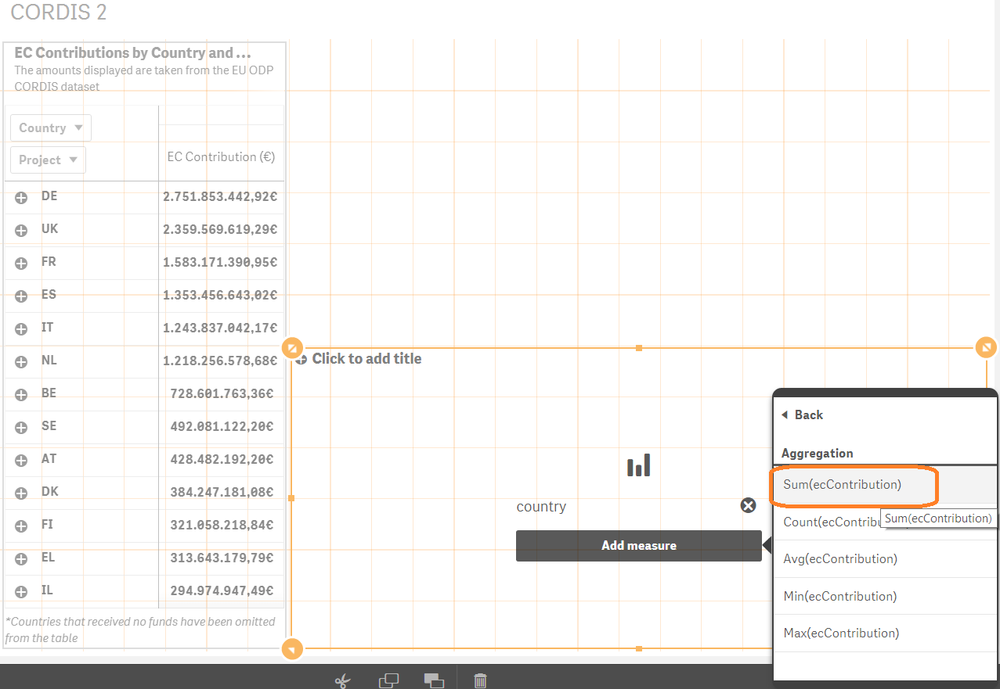 CORDIS 2
EC Contributions by Country and ...
The amounts displayed are taken from the EU ODP
CORDIS dataset
Country
Project
EC Contribution (€)
DE 2.751.853.442,92€
UK 2.359.569.619,29€
FR 1.583.171.390,95€
ES 1.353.456.643,02€
IT 1.243.837.042,17€
NL 1.218.256.578,68€
BE 728.601.763,36€
SE 492.081.122,20€
AT 428.482.192,20€
DK 384.247.181,08€
FI 321.058.218,84€
EL 313.643.179,79€
IL 294.974.947,49€
*Countries that received no funds have been omitted
from the table
Click to add title
country
Add measure
Back
Aggregation
Sum(ecContribution)
Sum(ecContribution)
Count(ecContribu
Avg(ecContribution)
Min(ecContribution)
Max(ecContribution)